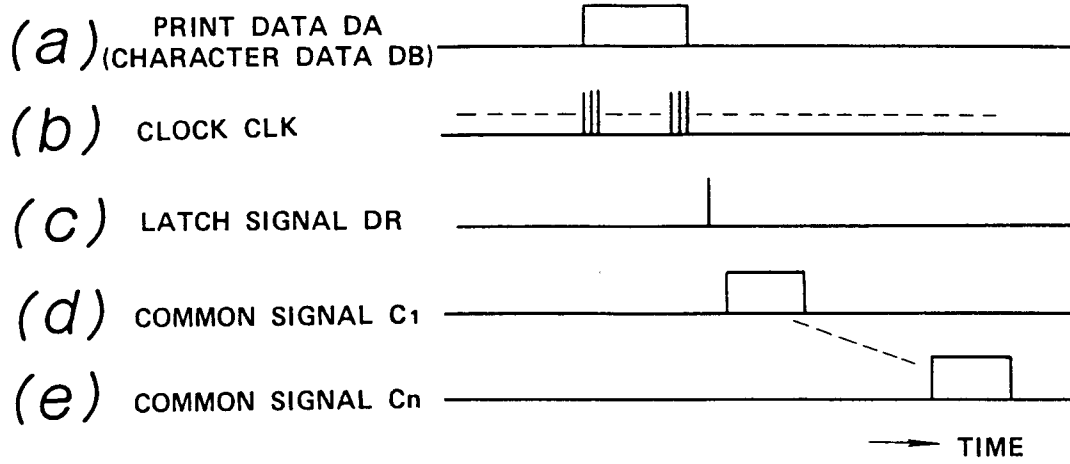 (a) PRINT DATA DA
(CHARACTER DATA DB)
(b) CLOCK CLK
(c) LATCH SIGNAL DR
(d) COMMON SIGNAL C1
(e) COMMON SIGNAL Cn
TIME